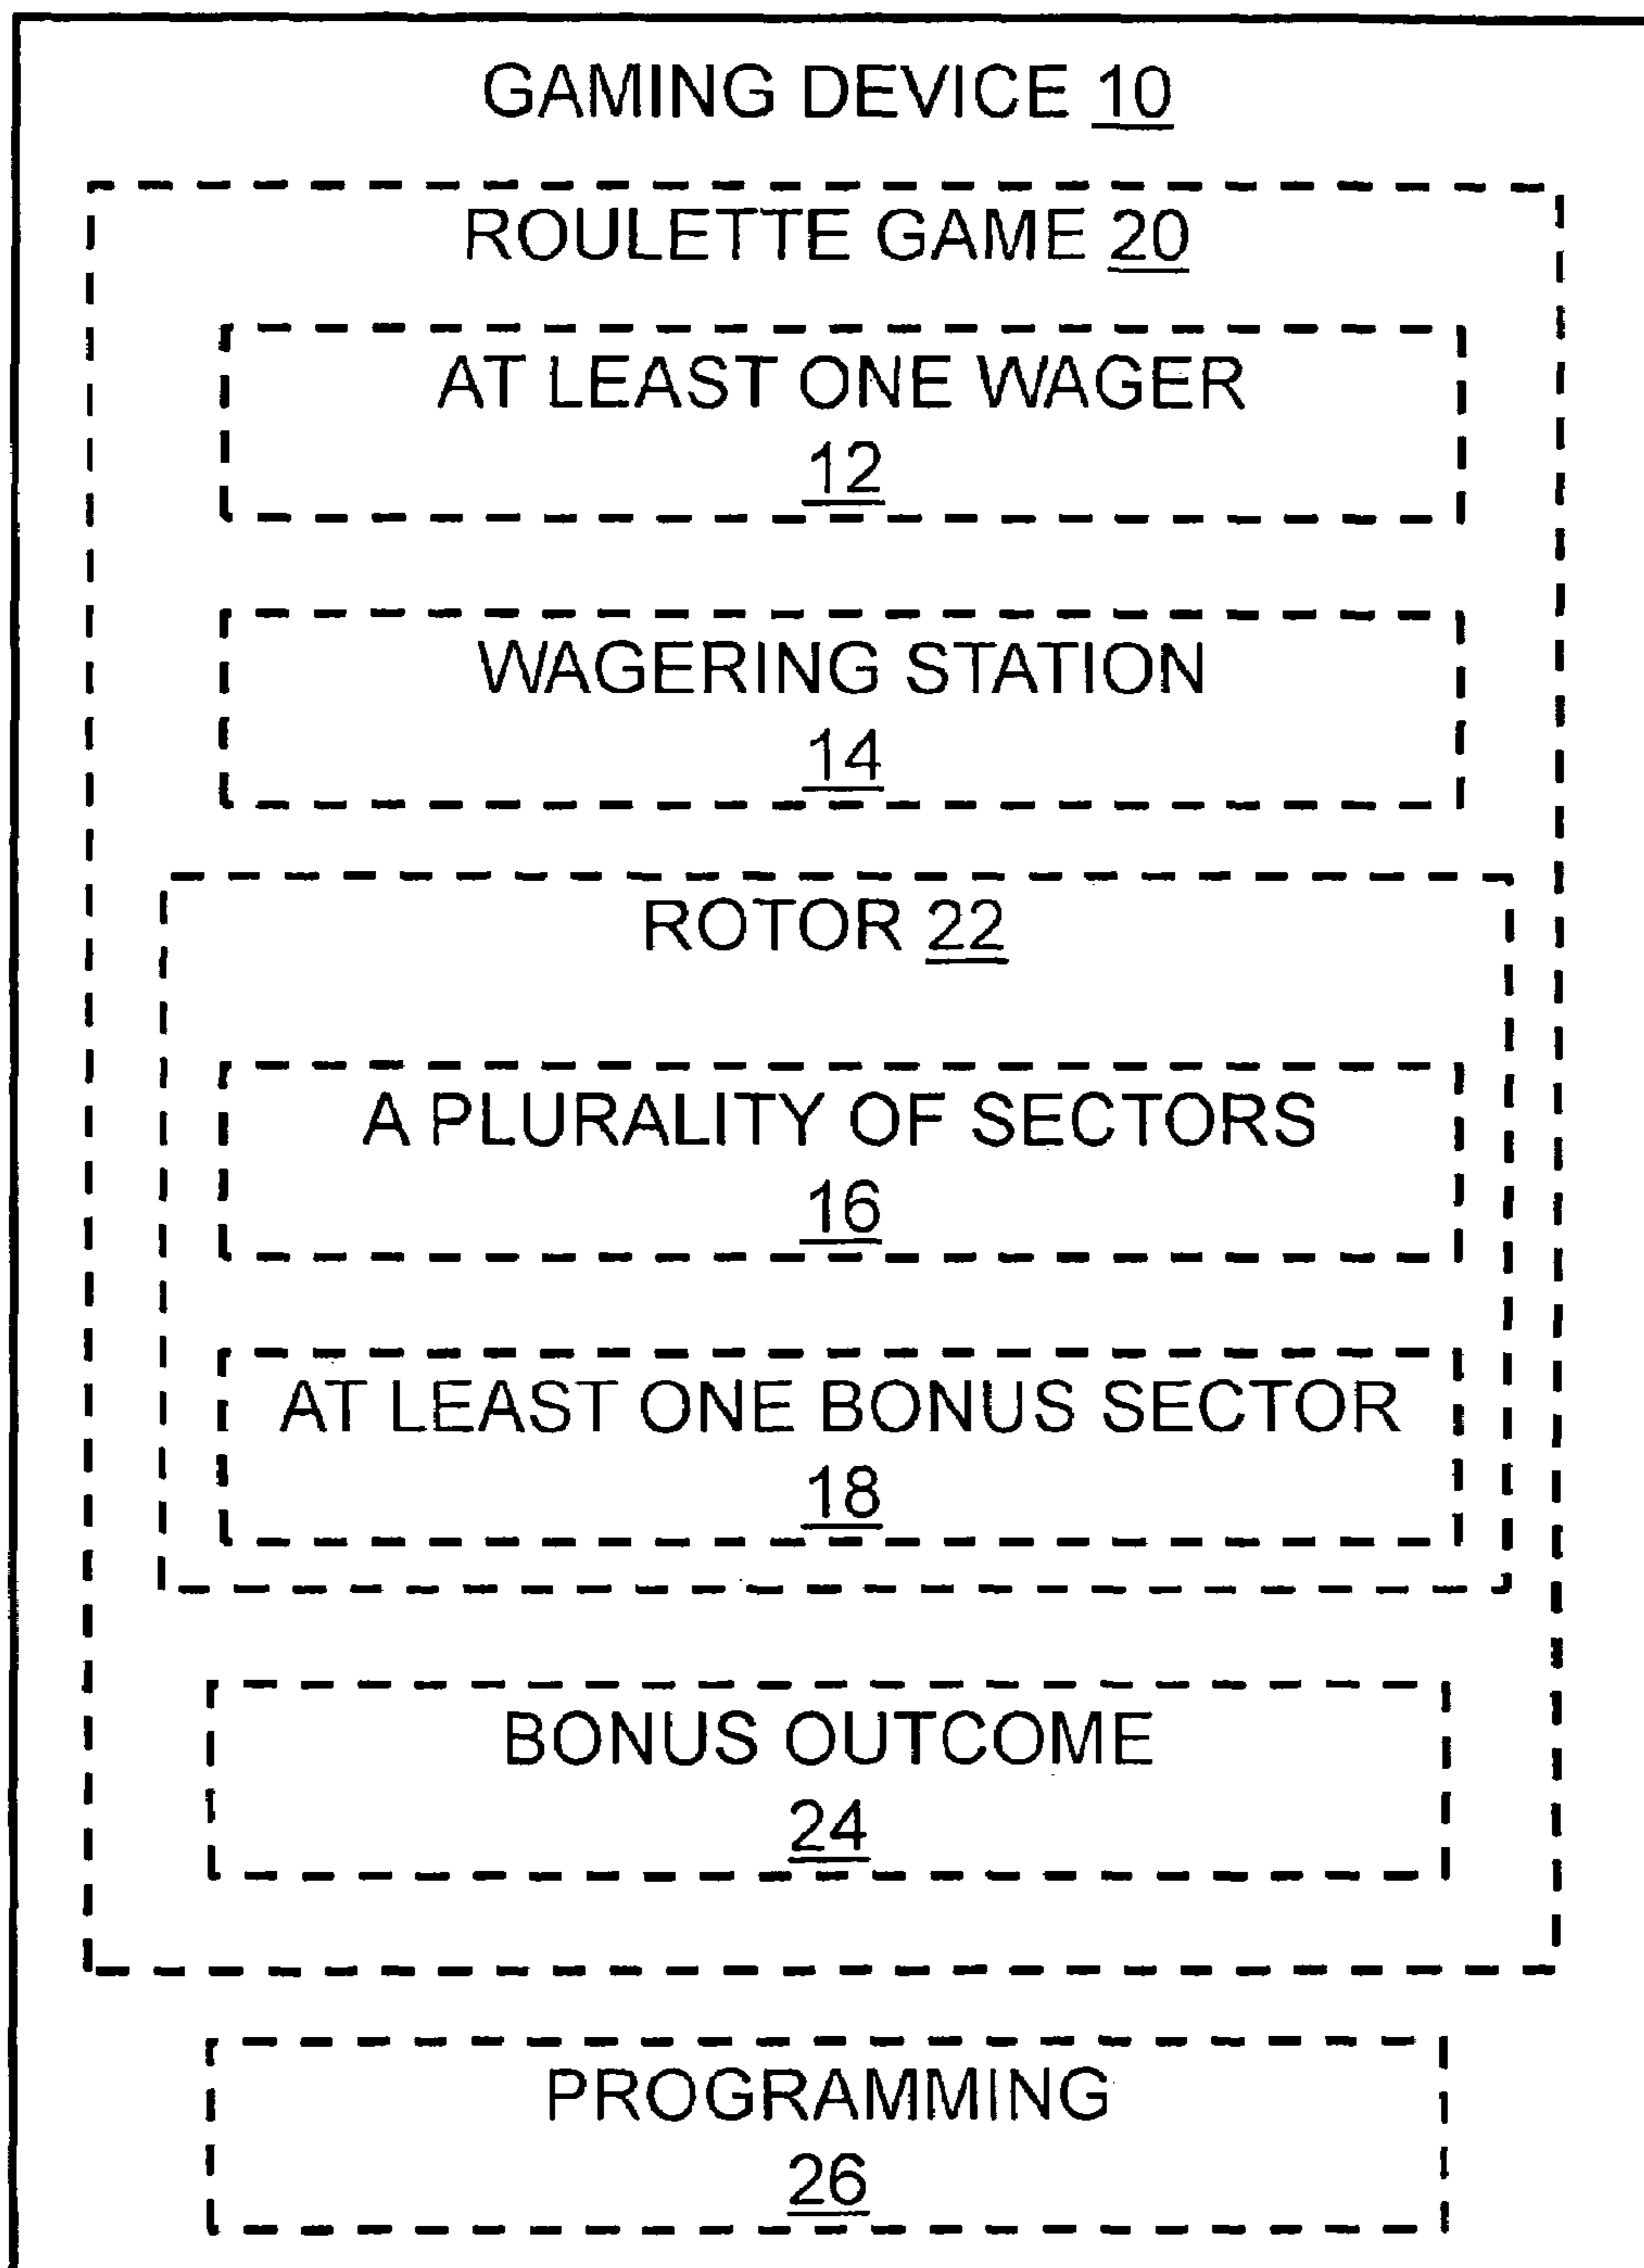 GAMING DEVICE 10
ROULETTE GAME 20
AT LEAST ONE WAGER
12
WAGERING STATION
14
ROTOR 22
A PLURALITY OF SECTORS
16
AT LEAST ONE BONUS SECTOR
18
BONUS OUTCOME
24
PROGRAMMING
26